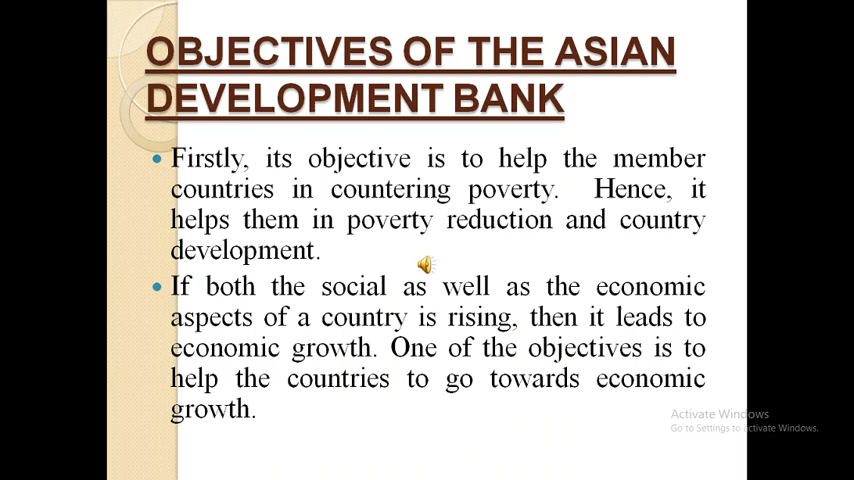 OBJECTIVES OF THE ASIAN
DEVELOPMENT BANK
Firstly, its objective is to help the member
countries in countering poverty. Hence, it
helps them in poverty reduction and country
development.
If both the social as well as the economic
aspects of a country is rising, then it leads to
economic growth. One of the objectives is to
help the countries to go towards economic
growth.
Activate Windows
Go to Settings to activate Windows.